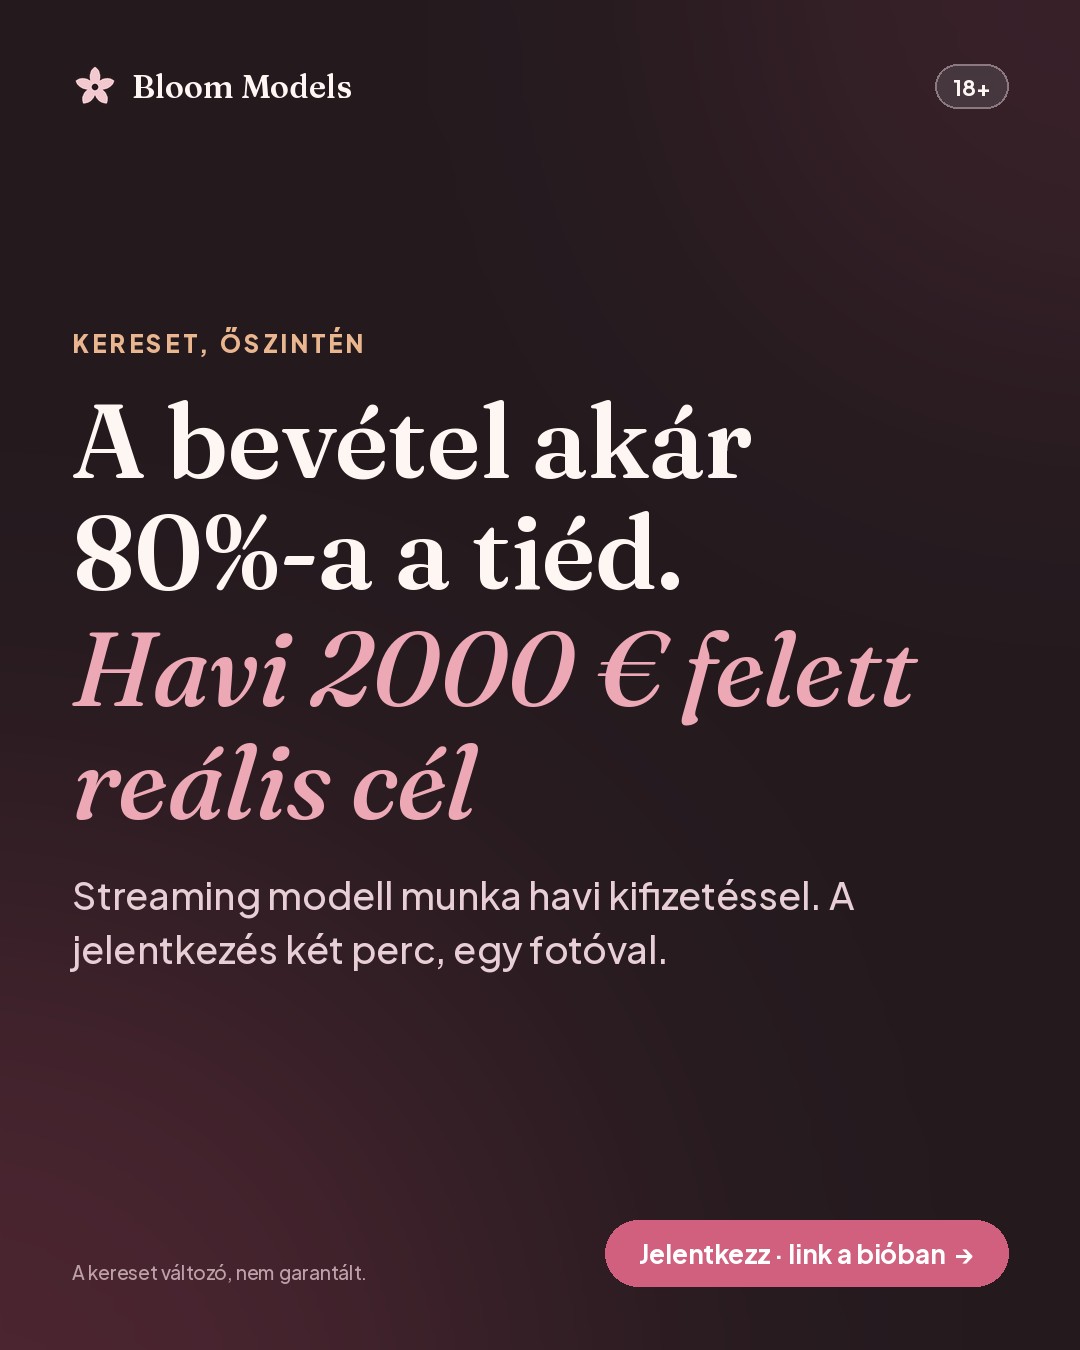 Bloom Models
18+
KERESET, ŐSZINTÉN
A bevétel akár
80%-a a tiéd.
Havi 2000 € felett
reális cél
Streaming modell munka havi kifizetéssel. A
jelentkezés két perc, egy fotóval.
A kereset változó, nem garantált.
Jelentkezz · link a bióban →